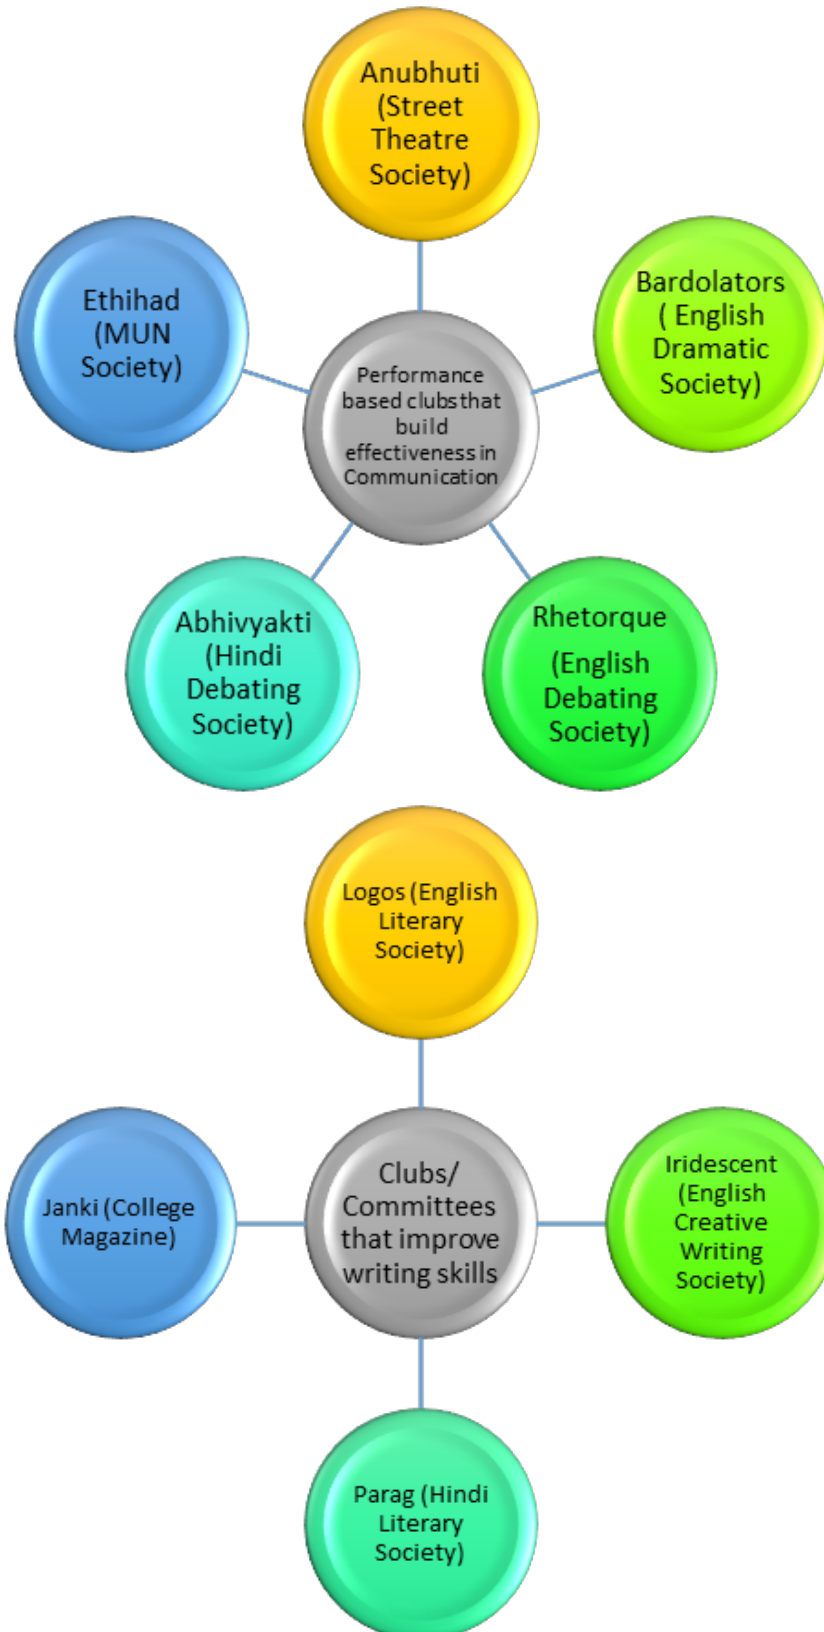 Anubhuti
(Street
Theatre
Society)
Ethihad
(MUN
Society)
Bardolators
( English
Dramatic
Society)
Performance
based clubs that
build
effectiveness in
Communication
Abhivyakti
(Hindi
Debating
Society)
Rhetorque
(English
Debating
Society)
Logos (English
Literary
Society)
Janki (College
Magazine)
Clubs/
Committees
that improve
writing skills
Iridescent
(English
Creative
Writing
Society)
Parag (Hindi
Literary
Society)